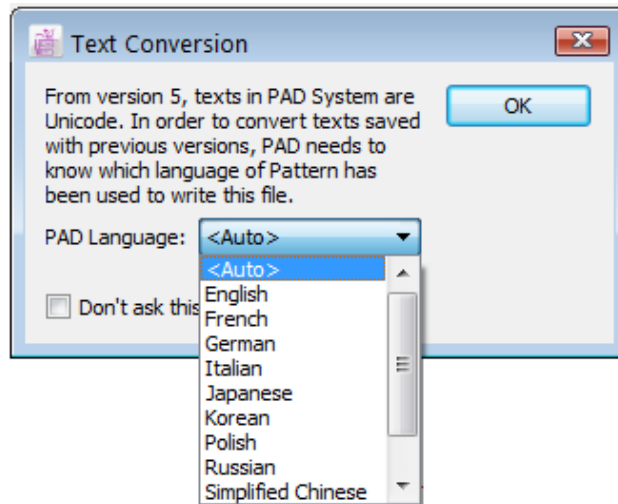 Text Conversion
From version 5, texts in PAD System are
Unicode. In order to convert texts saved
with previous versions, PAD needs to
know which language of Pattern has
been used to write this file.
OK
PAD Language: <Auto>
<Auto>
English
French
German
Italian
Japanese
Korean
Polish
Russian
Simplified Chinese
Don't ask this